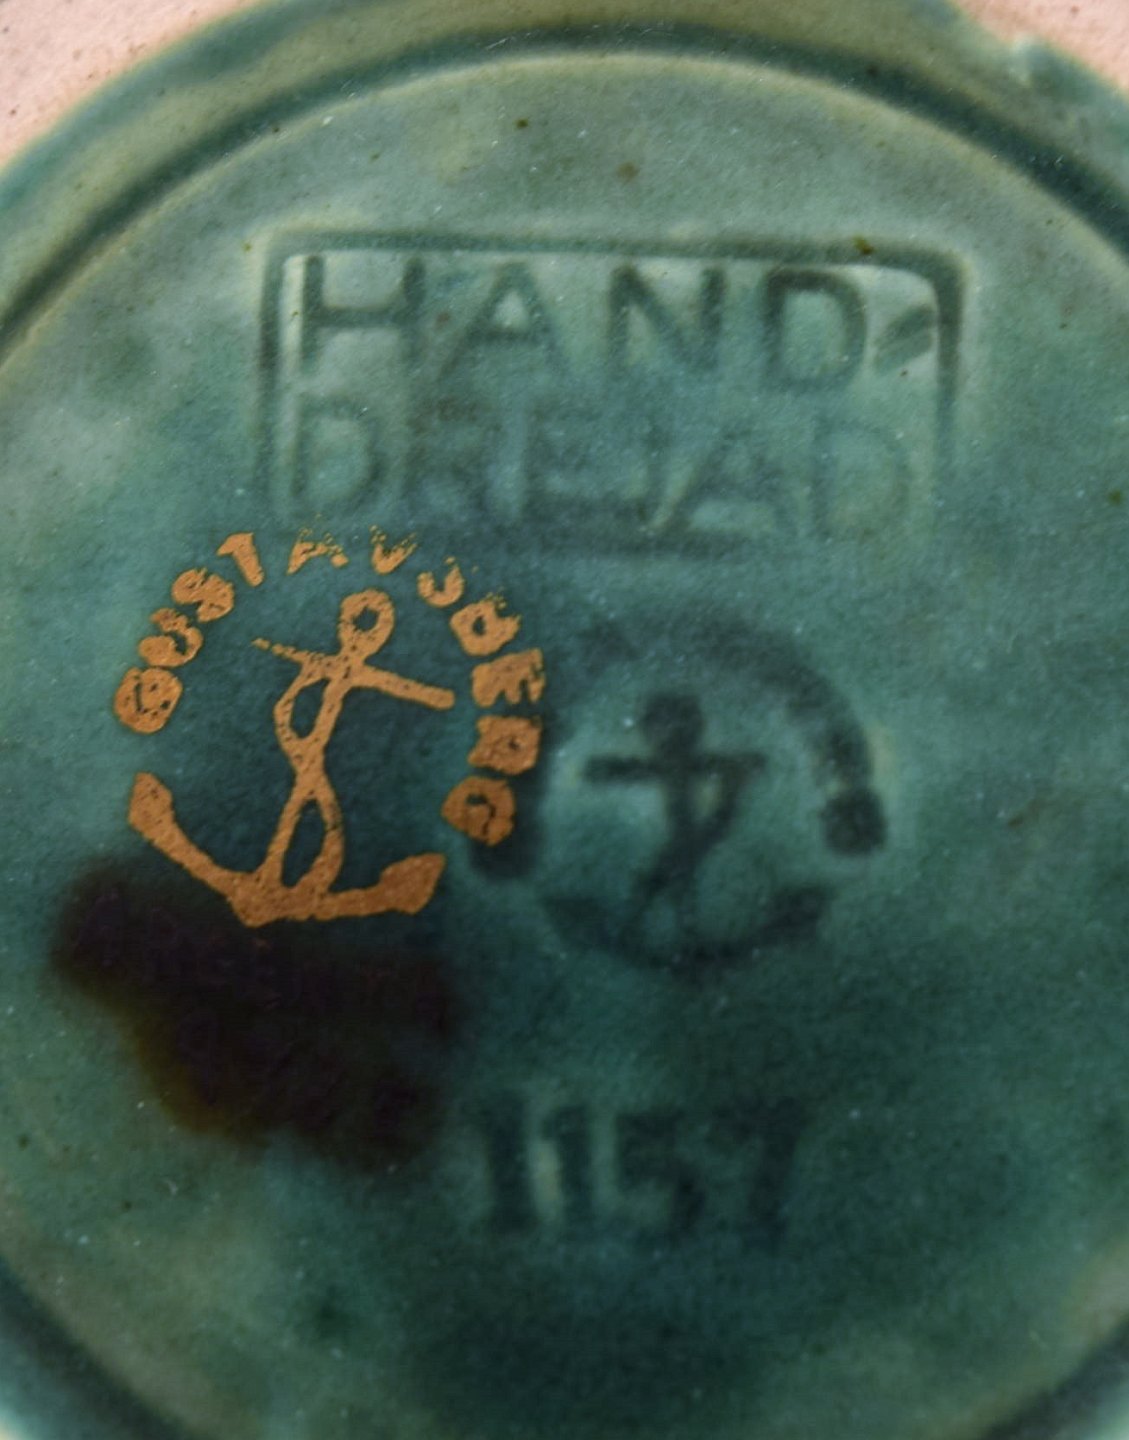 HAND-
DREJAD
GUSTAVSBERG
1157